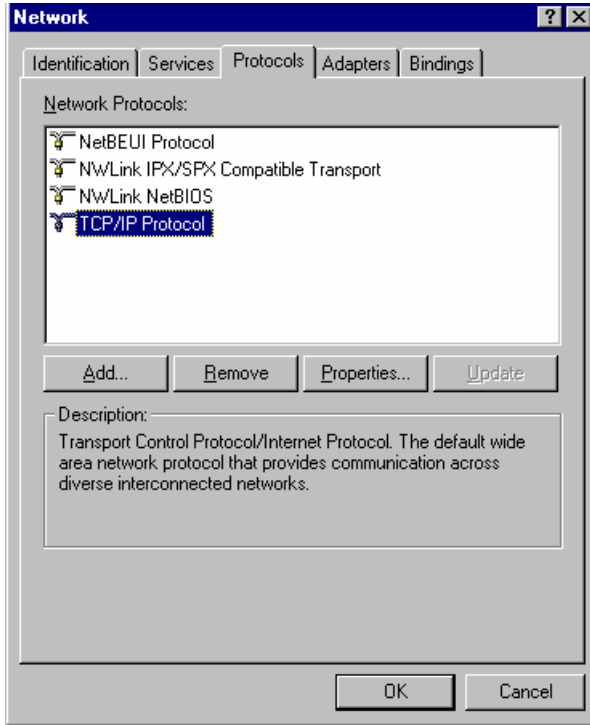 Network
Identification Services Protocols Adapters Bindings
Network Protocols:
NetBEUI Protocol
NWLink IPX/SPX Compatible Transport
NWLink NetBIOS
TCP/IP Protocol
Add... Remove Properties... Update
Description:
Transport Control Protocol/Internet Protocol. The default wide
area network protocol that provides communication across
diverse interconnected networks.
OK Cancel